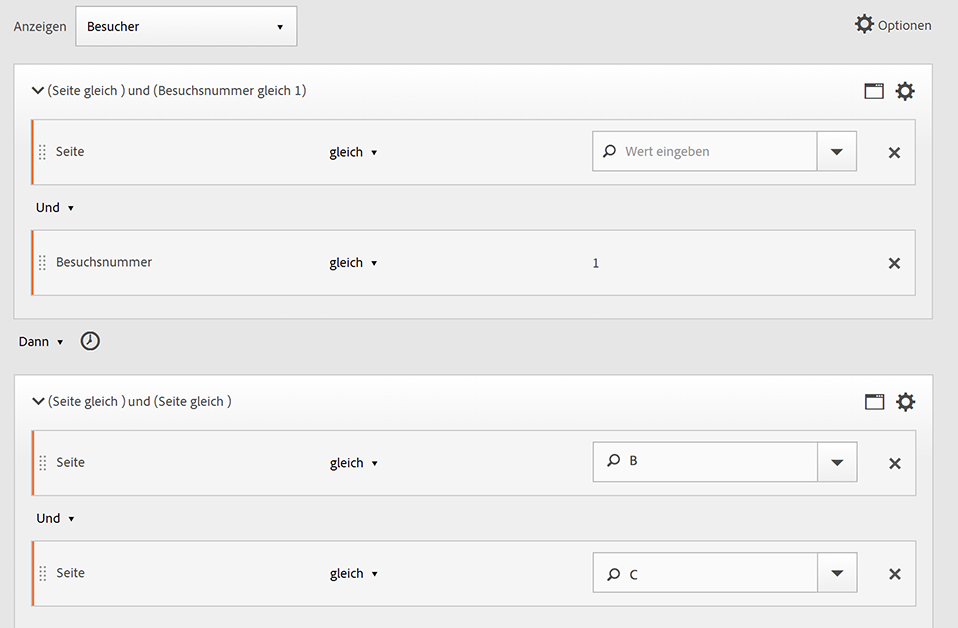 Anzeigen Besucher Optionen
(Seite gleich ) und (Besuchsnummer gleich 1)
Seite gleich Wert eingeben
Und
Besuchsnummer gleich 1
Dann
(Seite gleich ) und (Seite gleich )
Seite gleich B
Und
Seite gleich C